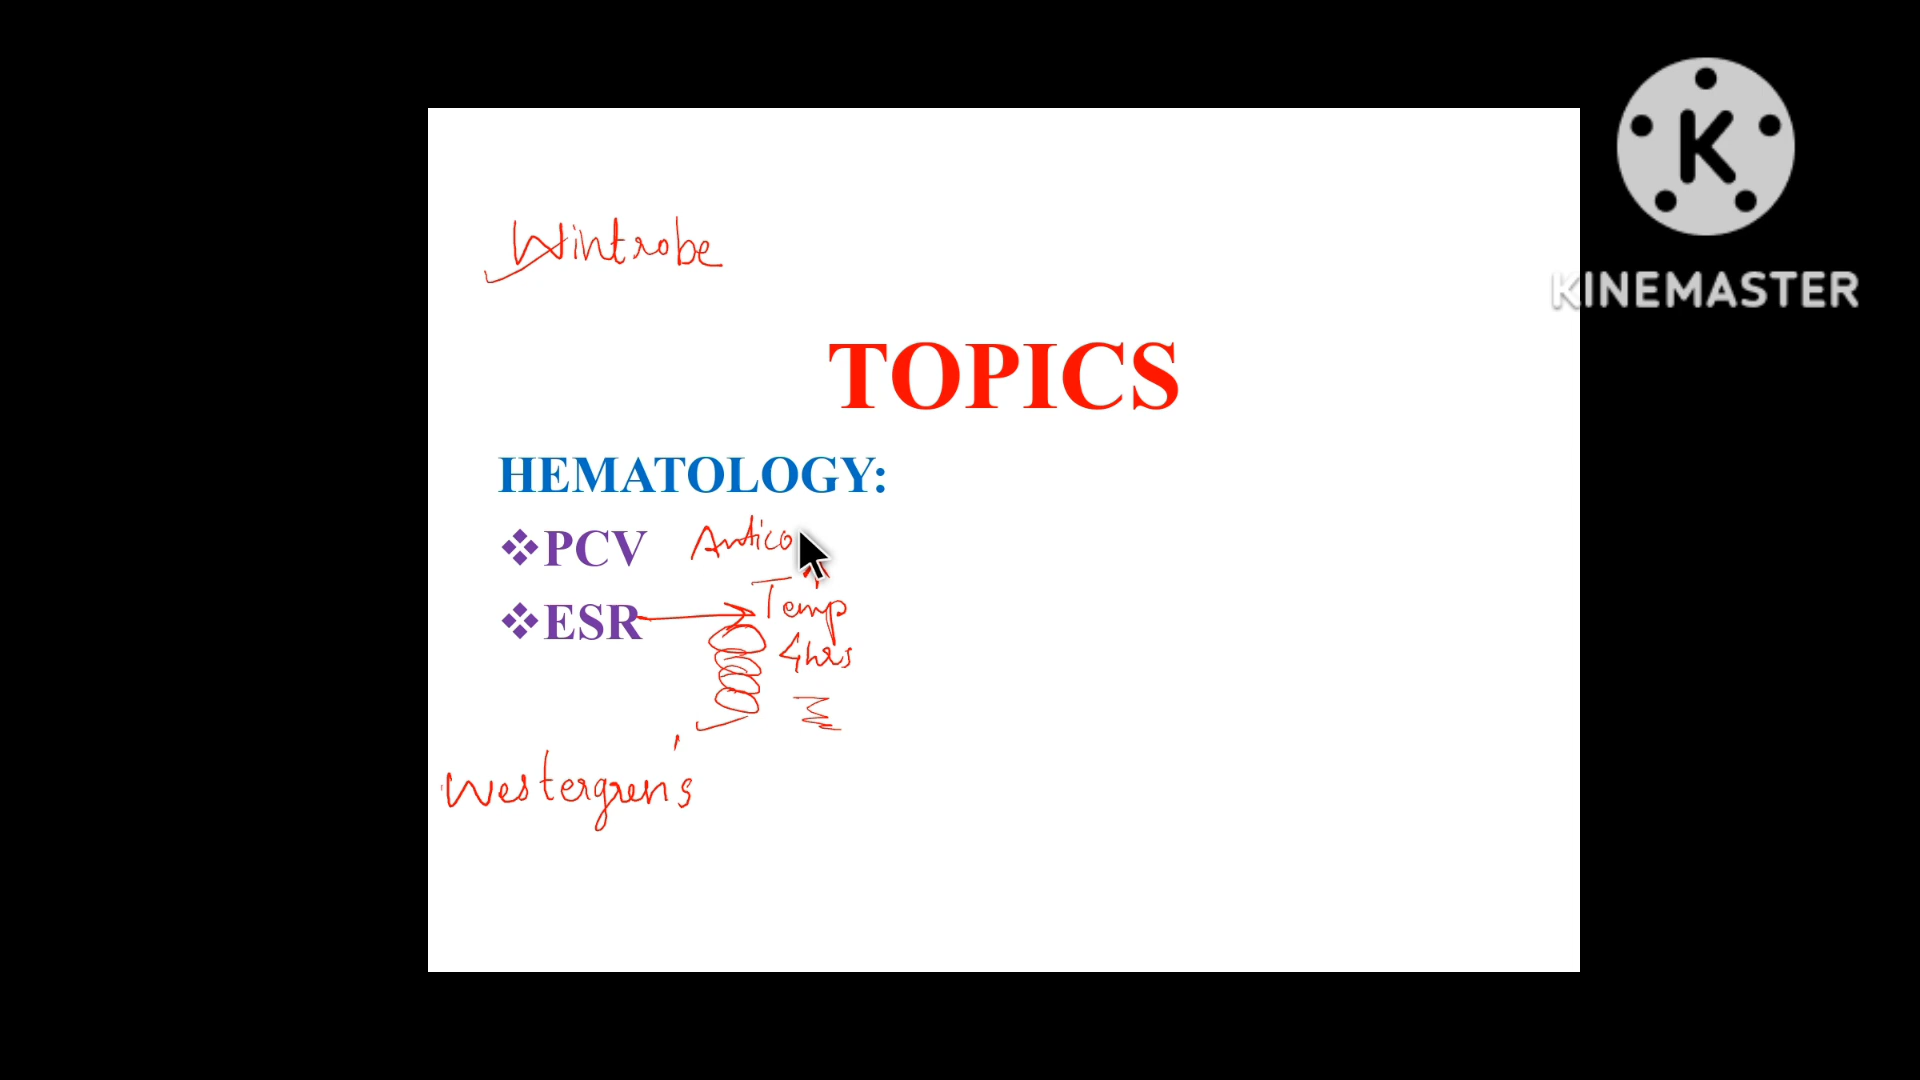 Wintrobe
K
KINEMASTER
TOPICS
HEMATOLOGY:
❖PCV Antico
Temp
❖ESR
4hrs
Westergren's